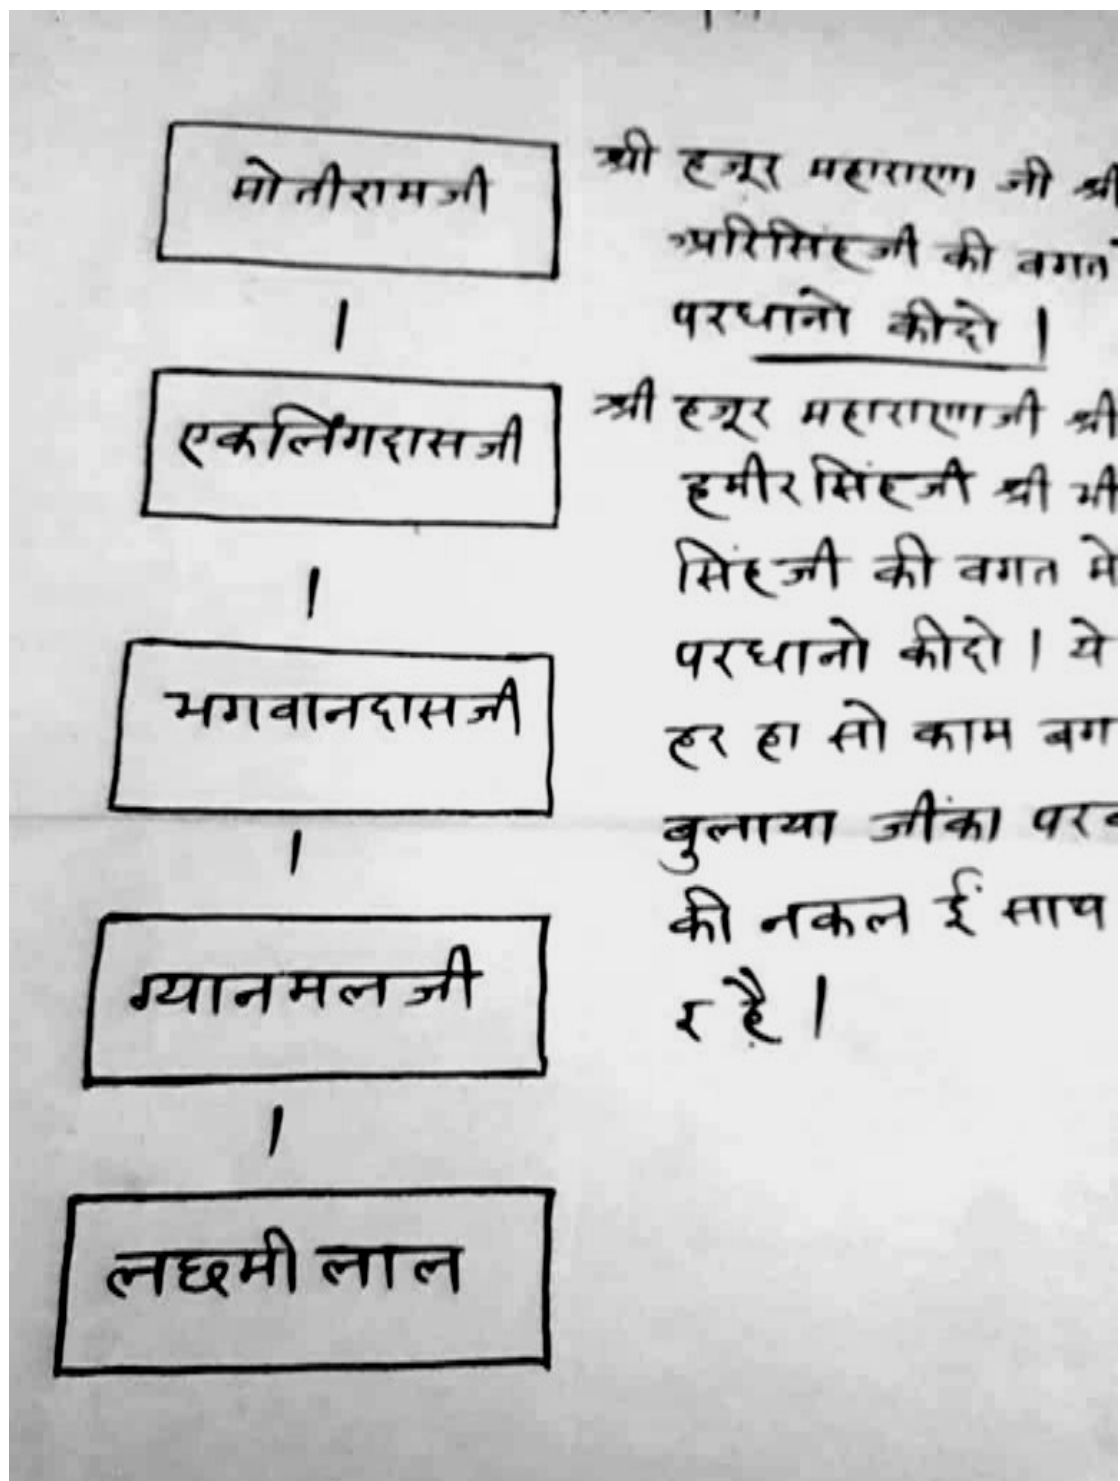 मोतीरामजी
श्री हजूर महाराणा जी श्री
अरिसिंहजी की वगत
परधानो कीदो।
एकलिंगदासजी
श्री हजूर महाराणाजी श्री
हमीरसिंहजी श्री भी
सिंहजी की वगत मे
परधानो कीदो। ये
हर हा सो काम बग
बुलाया जींका पर
की नकल ईं साथ
र है।
भगवानदासजी
ग्यानमल जी
लछमी लाल